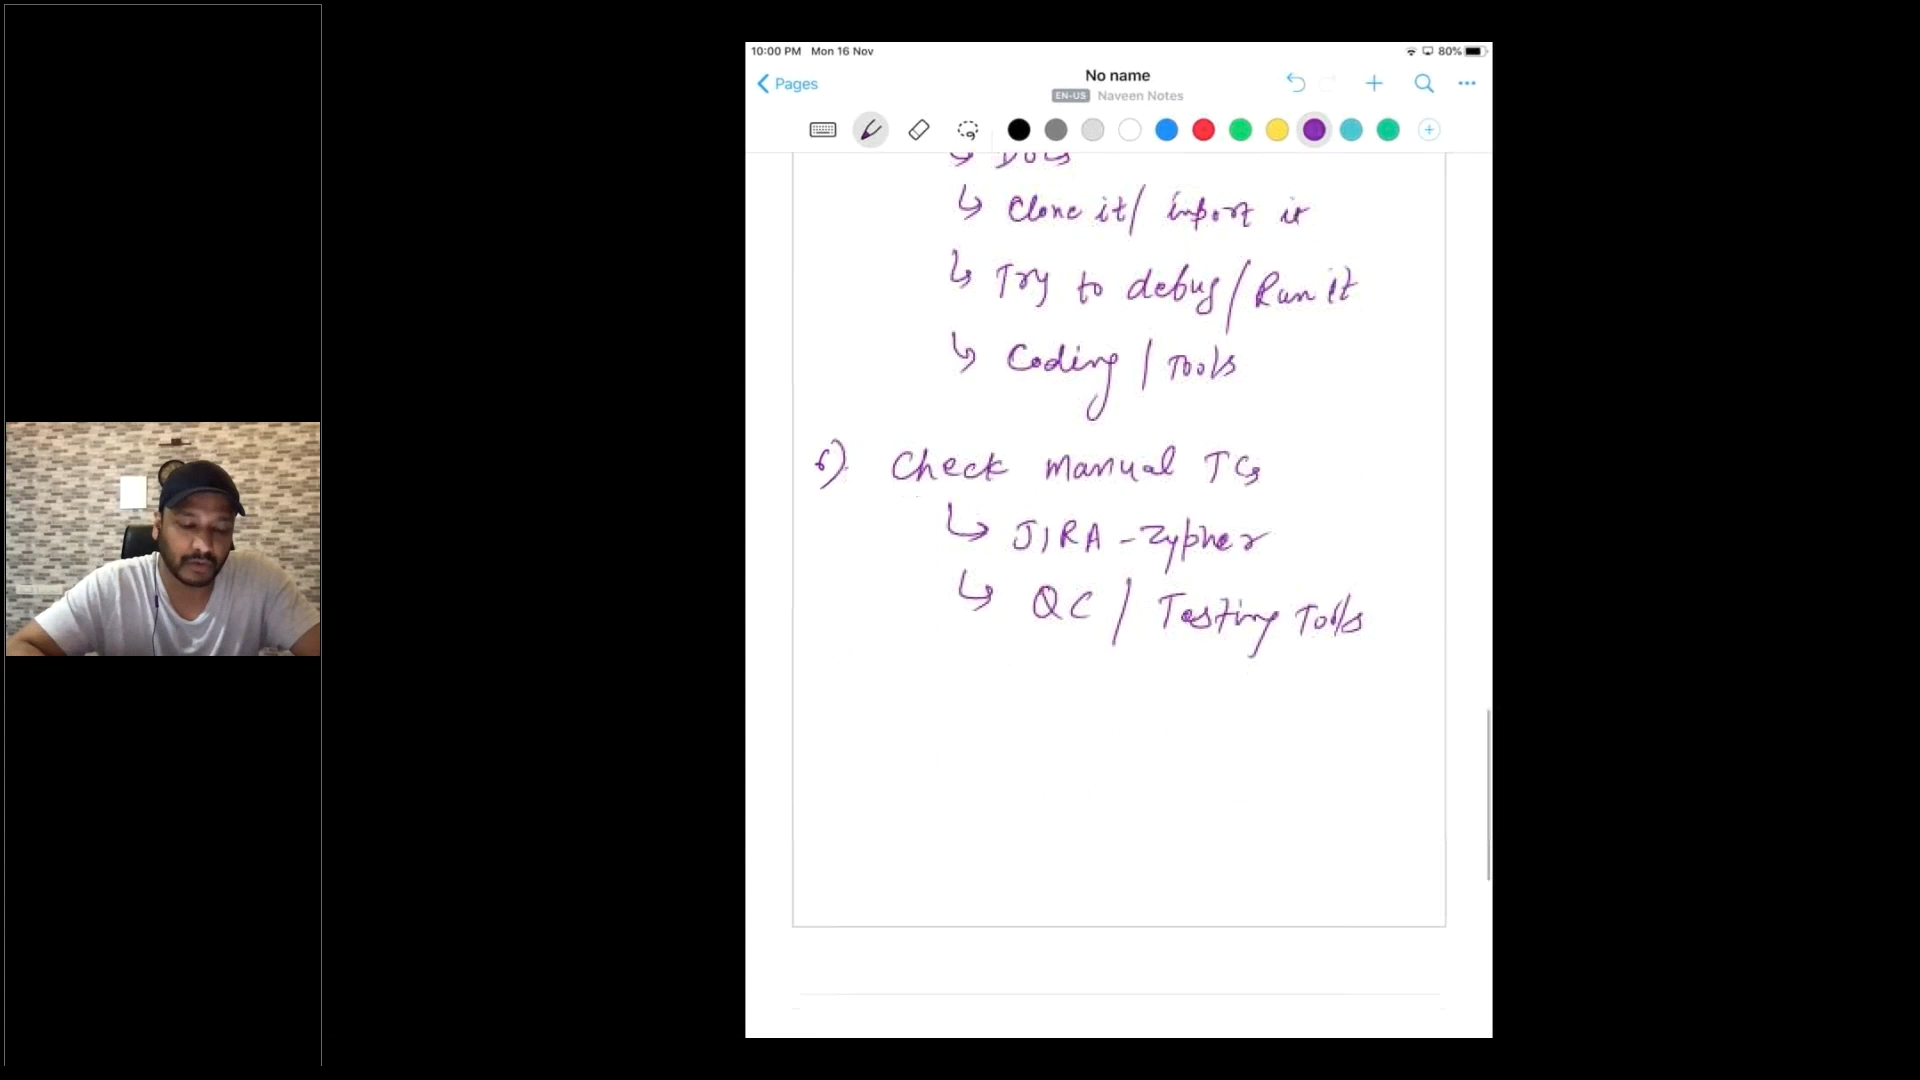 10:00 PM Mon 16 Nov 80%
Pages
No name
EN-US Naveen Notes
↳ Clone it/ import it
↳ Try to debug/Run it
↳ Coding / Tools
6). Check manual TCs
↳ JIRA - Zypher
↳ QC / Testing Tools